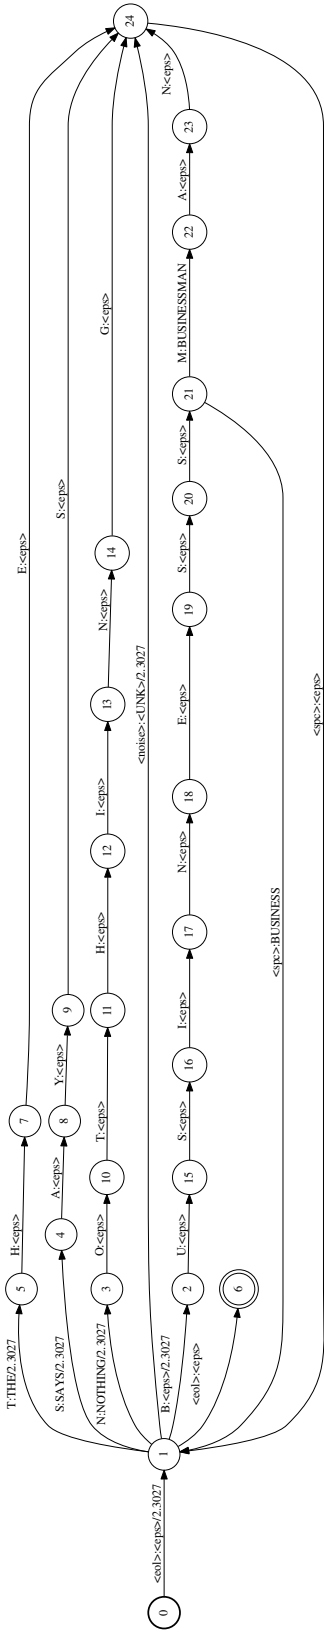 0
<eol>:<eps>/2.3027
1
T:THE/2.3027
5
H:<eps>
7
E:<eps>
24
S:SAYS/2.3027
4
A:<eps>
8
Y:<eps>
9
S:<eps>
N:NOTHING/2.3027
3
O:<eps>
10
T:<eps>
11
H:<eps>
12
I:<eps>
13
N:<eps>
14
G:<eps>
<noise>:<UNK>/2.3027
B:<eps>/2.3027
2
U:<eps>
15
S:<eps>
16
I:<eps>
17
N:<eps>
18
E:<eps>
19
S:<eps>
20
S:<eps>
21
M:BUSINESSMAN
22
A:<eps>
23
N:<eps>
<eol>:<eps>
6
<spc>:BUSINESS
<spc>:<eps>